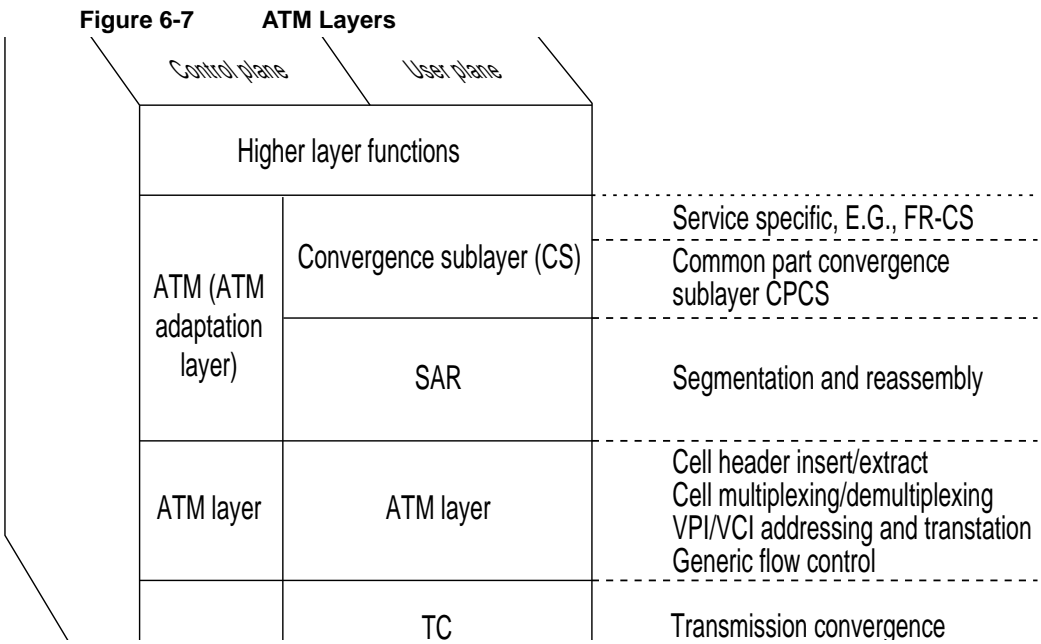 Figure 6-7 ATM Layers
Control plane
User plane
Higher layer functions
ATM (ATM
adaptation
layer)
Convergence sublayer (CS)
Service specific, E.G., FR-CS
Common part convergence
sublayer CPCS
SAR
Segmentation and reassembly
ATM layer
ATM layer
Cell header insert/extract
Cell multiplexing/demultiplexing
VPI/VCI addressing and transtation
Generic flow control
TC
Transmission convergence